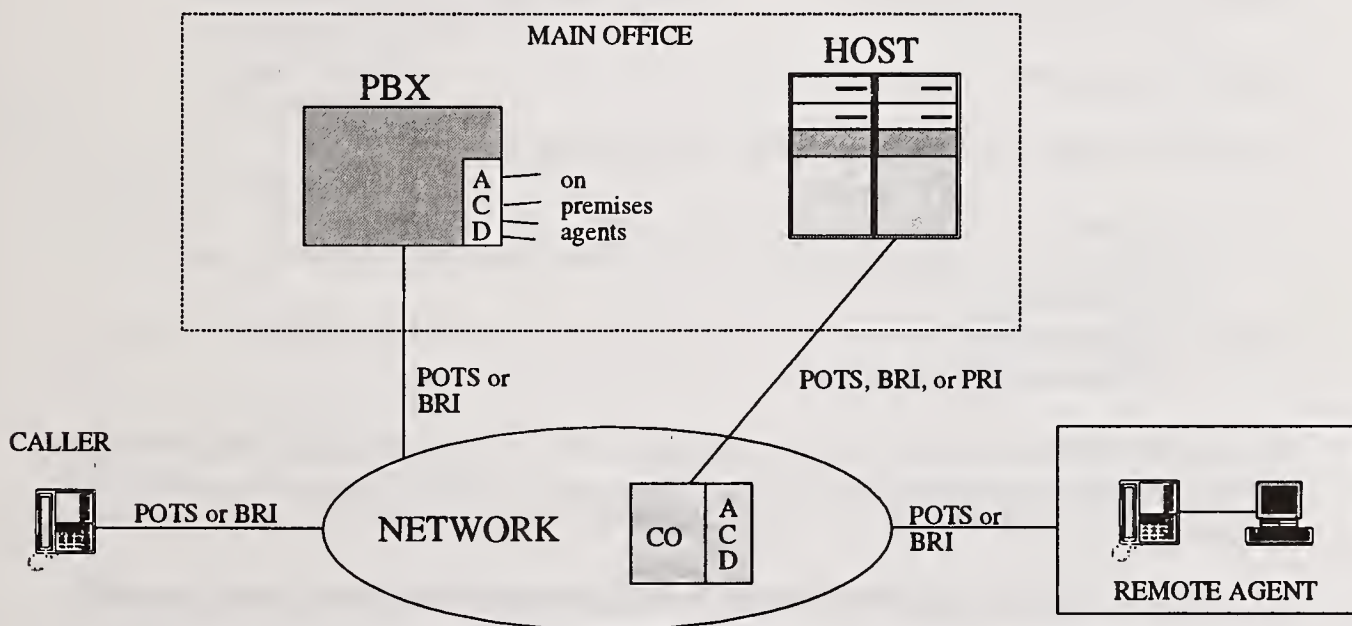 MAIN OFFICE
HOST
PBX
A
C
D
on
premises
agents
POTS or
BRI
POTS, BRI, or PRI
CALLER
POTS or BRI
NETWORK
CO
A
C
D
POTS or
BRI
REMOTE AGENT